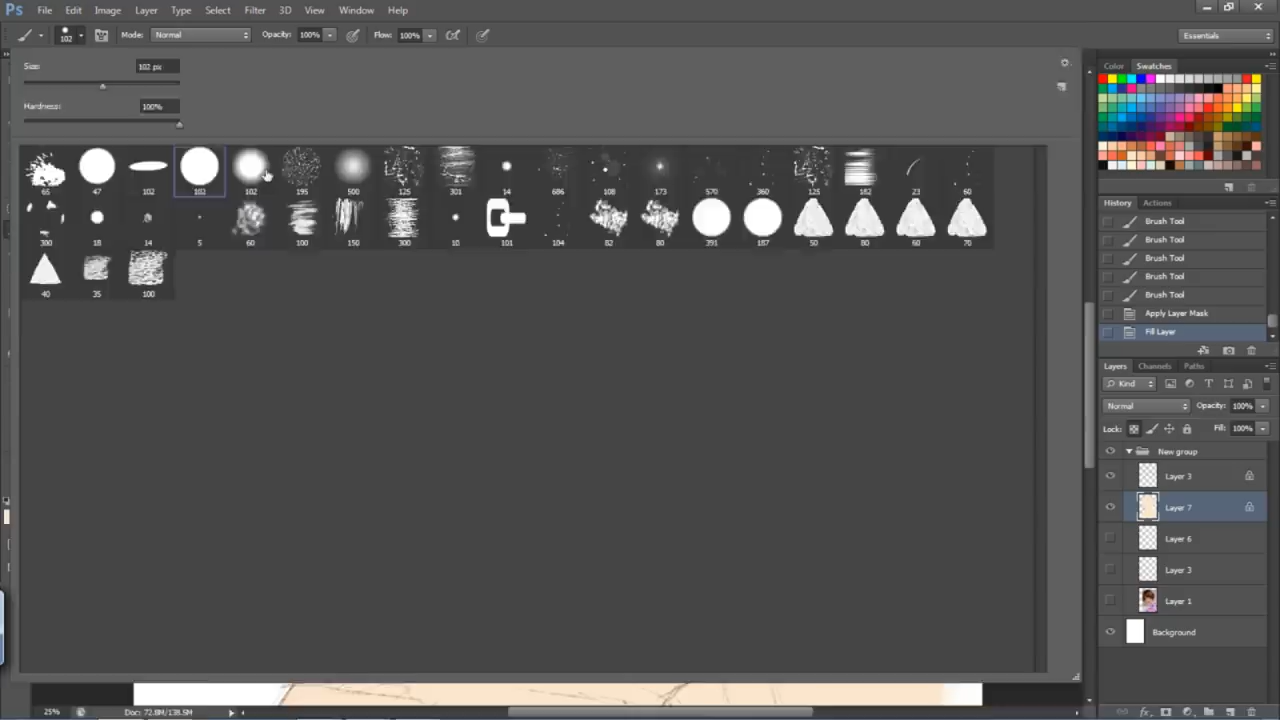 Ps File Edit Image Layer Type Select Filter 3D View Window Help
102 Mode: Normal Opacity: 100% Flow: 100% Essentials
Size: 102 px
Color Swatches
Hardness: 100%
65 47 102 102 102 195 500 125 301 14 686 108 173 570 360 125 182 23 60
300 18 14 5 60 100 150 300 10 101 104 82 80 391 187 50 80 60 70
40 35 100
History Actions
Brush Tool
Brush Tool
Brush Tool
Brush Tool
Brush Tool
Apply Layer Mask
Fill Layer
Layers Channels Paths
Kind
Normal Opacity: 100%
Lock: Fill: 100%
New group
Layer 3
Layer 7
Layer 6
Layer 3
Layer 1
Background
25% Doc: 72.8M/138.5M